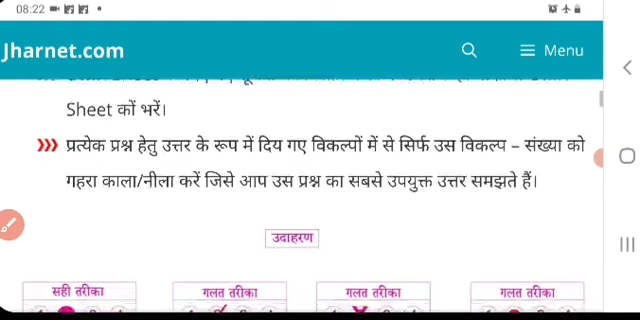 08:22
Jharnet.com
Menu
Sheet कों भरें।
प्रत्येक प्रश्न हेतु उत्तर के रूप में दिय गए विकल्पों में से सिर्फ उस विकल्प – संख्या को
गहरा काला/नीला करें जिसे आप उस प्रश्न का सबसे उपयुक्त उत्तर समझते हैं।
उदाहरण
सही तरीका गलत तरीका गलत तरीका गलत तरीका